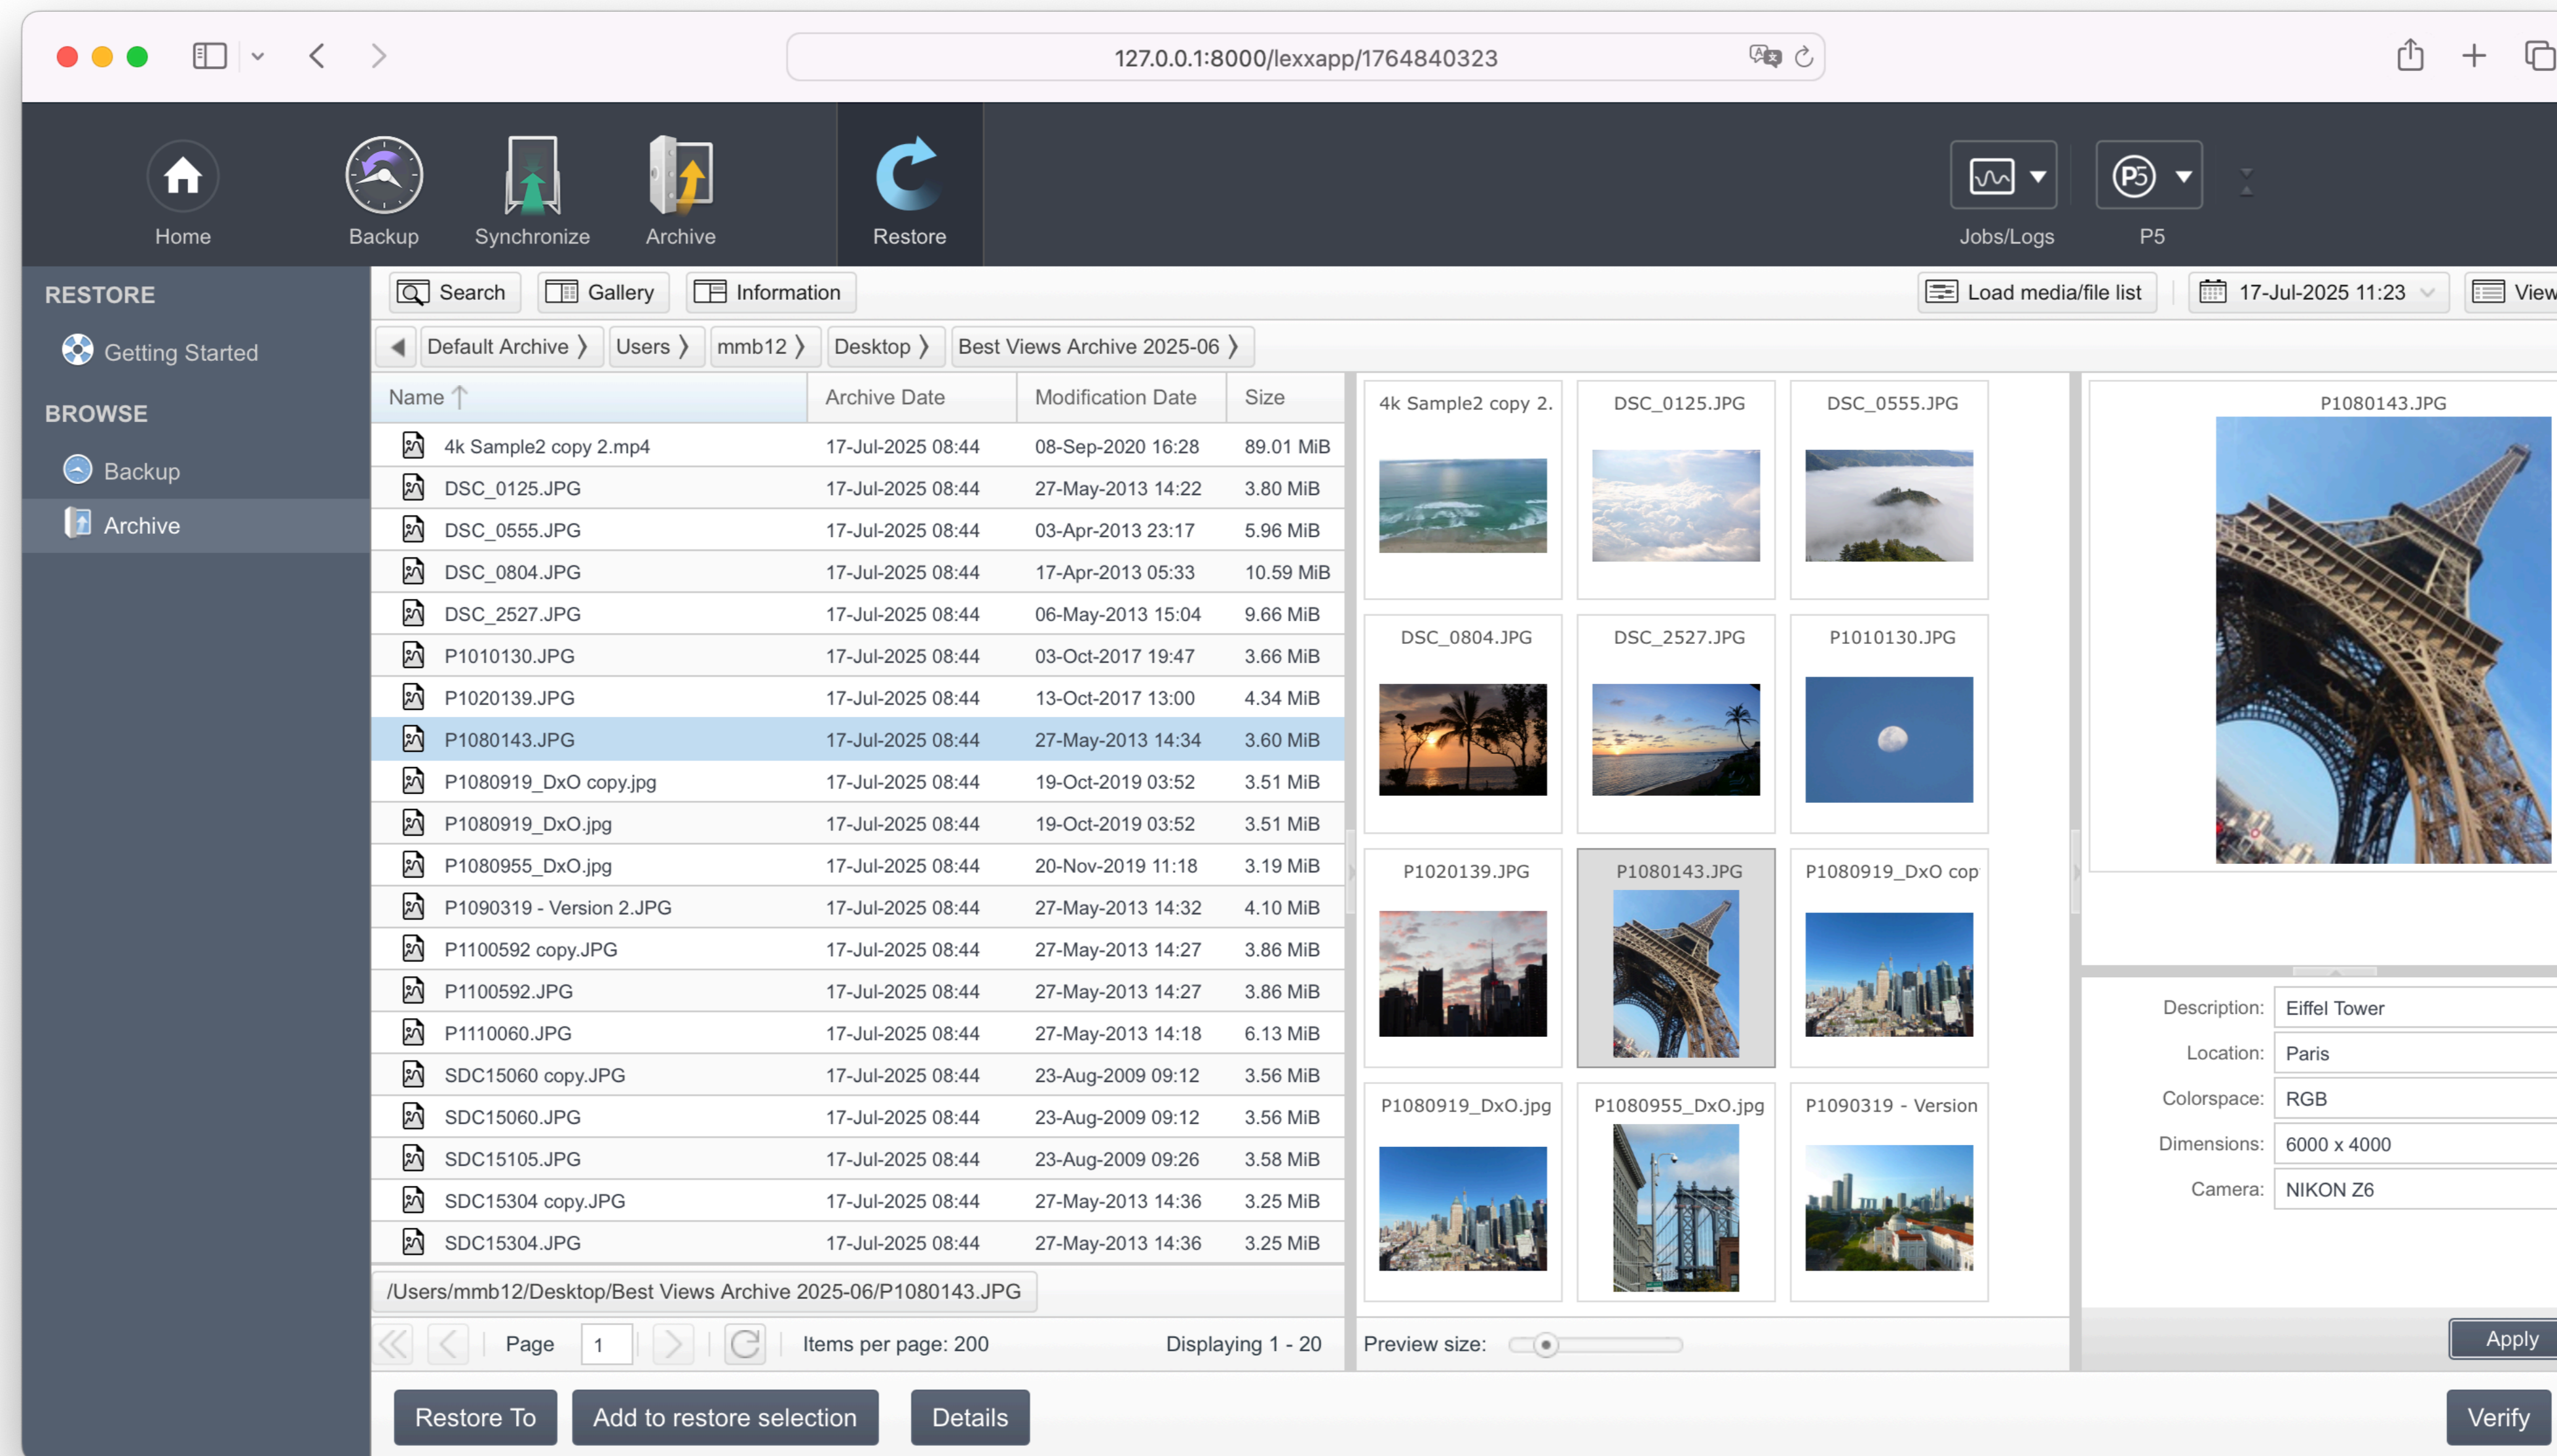 127.0.0.1:8000/lexxapp/1764840323
Home
Backup
Synchronize
Archive
Restore
Jobs/Logs
P5
P5
RESTORE
Getting Started
BROWSE
Backup
Archive
Search
Gallery
Information
Load media/file list
17-Jul-2025 11:23
View
Default Archive
Users
mmb12
Desktop
Best Views Archive 2025-06
Name Archive Date Modification Date Size
4k Sample2 copy 2.mp4 17-Jul-2025 08:44 08-Sep-2020 16:28 89.01 MiB
DSC_0125.JPG 17-Jul-2025 08:44 27-May-2013 14:22 3.80 MiB
DSC_0555.JPG 17-Jul-2025 08:44 03-Apr-2013 23:17 5.96 MiB
DSC_0804.JPG 17-Jul-2025 08:44 17-Apr-2013 05:33 10.59 MiB
DSC_2527.JPG 17-Jul-2025 08:44 06-May-2013 15:04 9.66 MiB
P1010130.JPG 17-Jul-2025 08:44 03-Oct-2017 19:47 3.66 MiB
P1020139.JPG 17-Jul-2025 08:44 13-Oct-2017 13:00 4.34 MiB
P1080143.JPG 17-Jul-2025 08:44 27-May-2013 14:34 3.60 MiB
P1080919_DxO copy.jpg 17-Jul-2025 08:44 19-Oct-2019 03:52 3.51 MiB
P1080919_DxO.jpg 17-Jul-2025 08:44 19-Oct-2019 03:52 3.51 MiB
P1080955_DxO.jpg 17-Jul-2025 08:44 20-Nov-2019 11:18 3.19 MiB
P1090319 - Version 2.JPG 17-Jul-2025 08:44 27-May-2013 14:32 4.10 MiB
P1100592 copy.JPG 17-Jul-2025 08:44 27-May-2013 14:27 3.86 MiB
P1100592.JPG 17-Jul-2025 08:44 27-May-2013 14:27 3.86 MiB
P1110060.JPG 17-Jul-2025 08:44 27-May-2013 14:18 6.13 MiB
SDC15060 copy.JPG 17-Jul-2025 08:44 23-Aug-2009 09:12 3.56 MiB
SDC15060.JPG 17-Jul-2025 08:44 23-Aug-2009 09:12 3.56 MiB
SDC15105.JPG 17-Jul-2025 08:44 23-Aug-2009 09:26 3.58 MiB
SDC15304 copy.JPG 17-Jul-2025 08:44 27-May-2013 14:36 3.25 MiB
SDC15304.JPG 17-Jul-2025 08:44 27-May-2013 14:36 3.25 MiB
/Users/mmb12/Desktop/Best Views Archive 2025-06/P1080143.JPG
Page 1 Items per page: 200 Displaying 1 - 20
4k Sample2 copy 2. DSC_0125.JPG DSC_0555.JPG
DSC_0804.JPG DSC_2527.JPG P1010130.JPG
P1020139.JPG P1080143.JPG P1080919_DxO cop
P1080919_DxO.jpg P1080955_DxO.jpg P1090319 - Version
Preview size:
P1080143.JPG
Description: Eiffel Tower
Location: Paris
Colorspace: RGB
Dimensions: 6000 x 4000
Camera: NIKON Z6
Apply
Restore To
Add to restore selection
Details
Verify